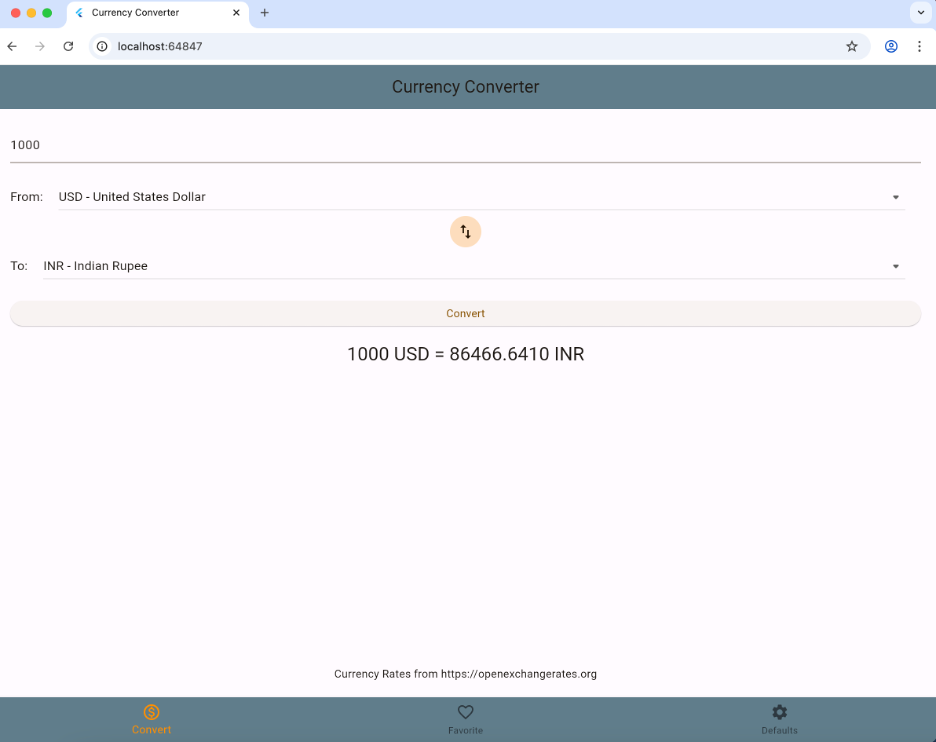 Currency Converter
localhost:64847
Currency Converter
1000
From: USD - United States Dollar
To: INR - Indian Rupee
Convert
1000 USD = 86466.6410 INR
Currency Rates from https://openexchangerates.org
Convert Favorite Defaults